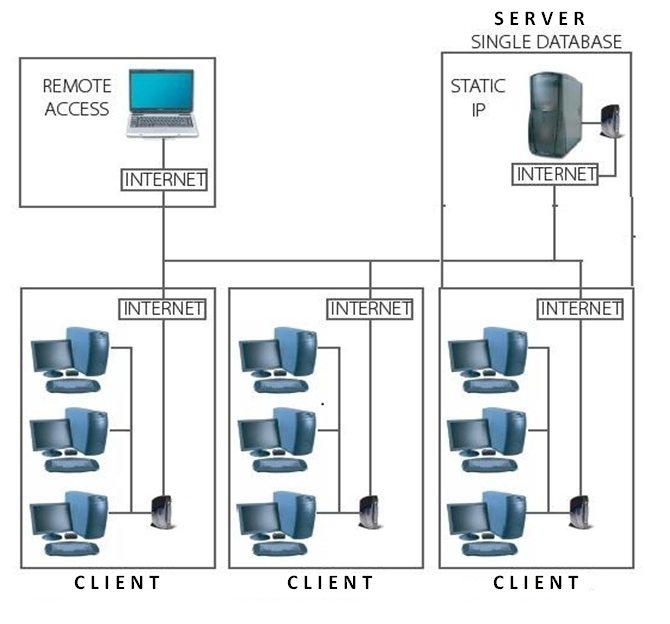 SERVER
SINGLE DATABASE
REMOTE
ACCESS
STATIC
IP
INTERNET
INTERNET
INTERNET
INTERNET
INTERNET
CLIENT
CLIENT
CLIENT